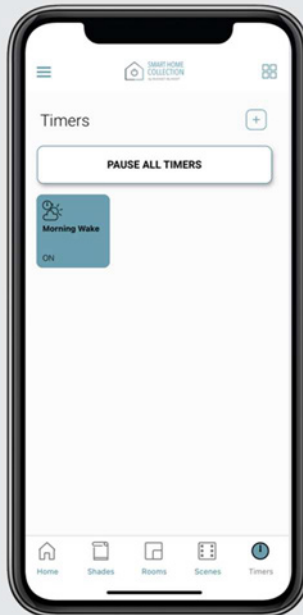 SMART HOME
COLLECTION
Timers
PAUSE ALL TIMERS
Morning Wake
ON
Home
Shades
Rooms
Scenes
Timers